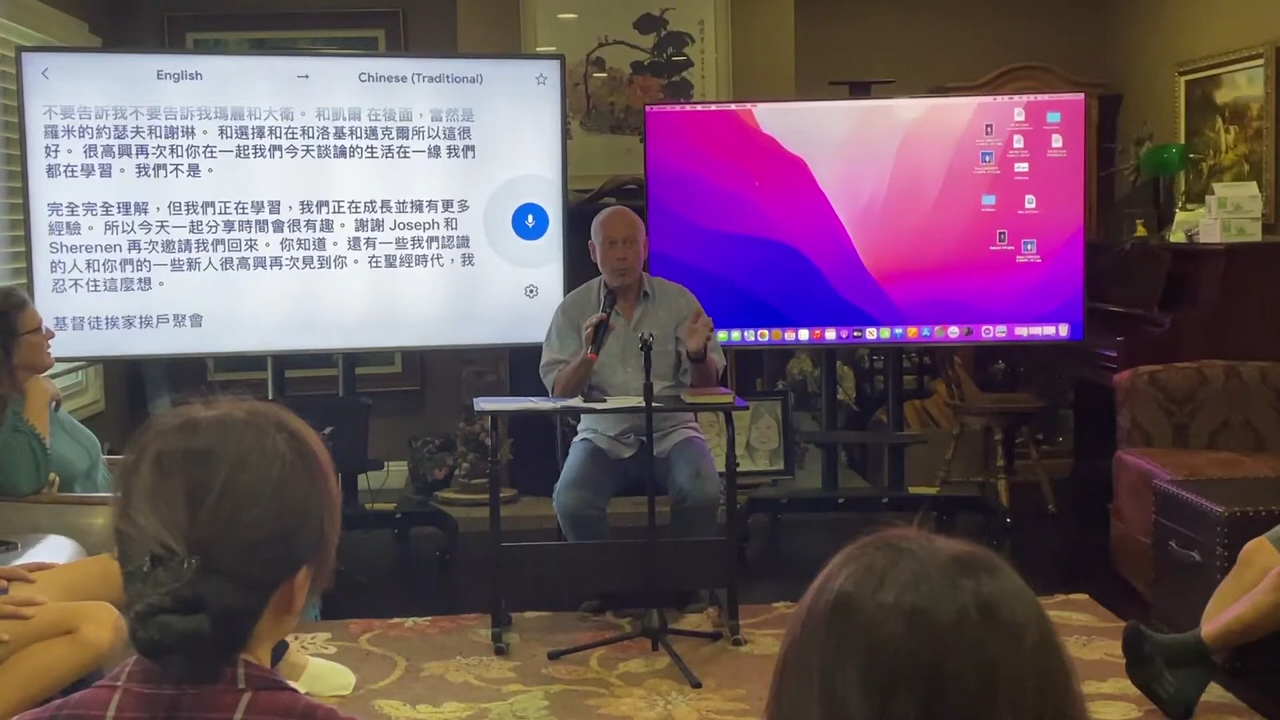 English → Chinese (Traditional)
不要告訴我不要告訴我瑪麗和大衛。 和凱爾 在後面，當然是
羅米的約瑟夫和謝琳。 和選擇和在和洛基和邁克爾所以這很
好。 很高興再次和你在一起我們今天談論的生活在一線 我們
都在學習。 我們不是。
完全完全理解，但我們正在學習，我們正在成長並擁有更多
經驗。 所以今天一起分享時間會很有趣。 謝謝 Joseph 和
Sherenen 再次邀請我們回來。 你知道。 還有一些我們認識
的人和你們的一些新人很高興再次見到你。 在聖經時代，我
忍不住這麼想。
基督徒挨家挨戶聚會